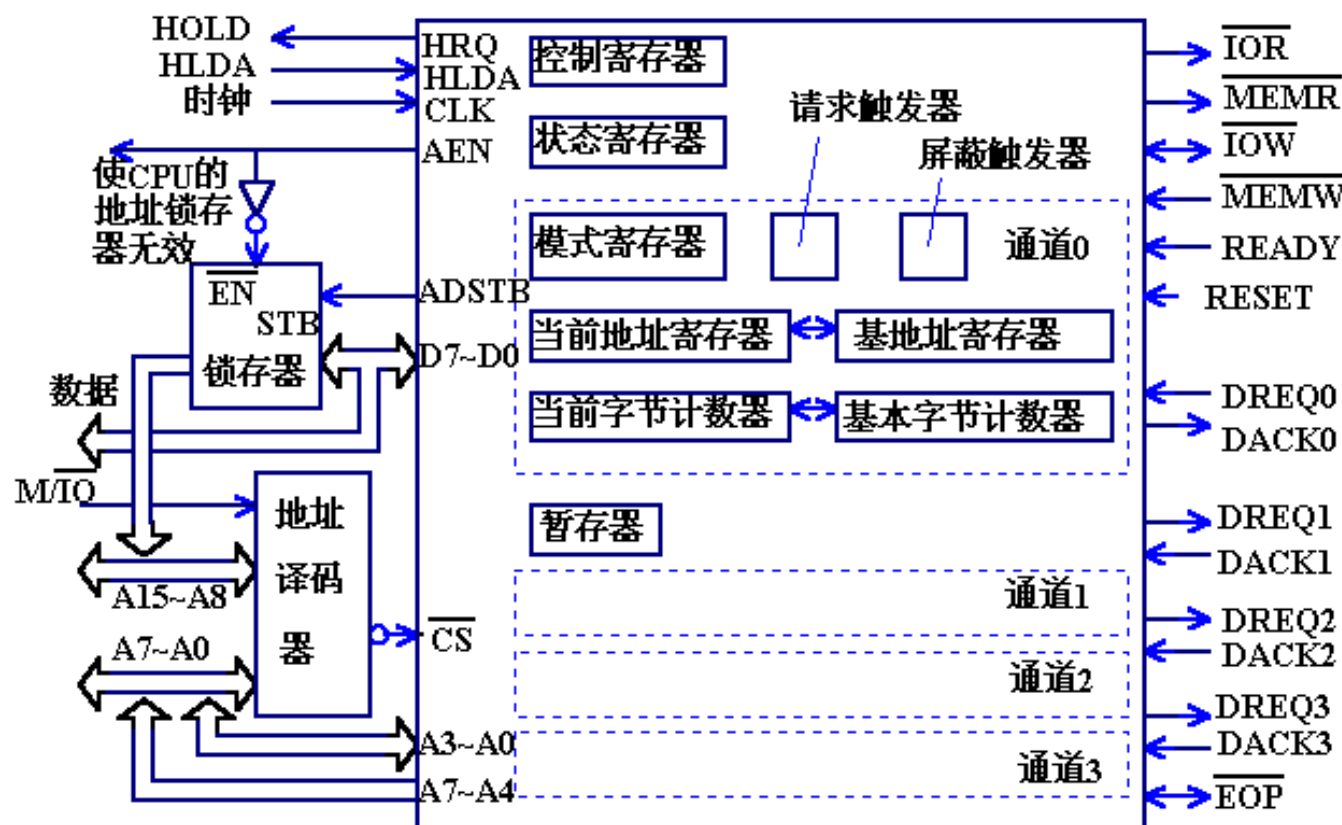 HOLD
HLDA
时钟
使CPU的
地址锁存
器无效
EN
STB
锁存器
数据
M/IO
A15~A8
A7~A0
地址
译码
器
HRQ
HLDA
CLK
AEN
ADSTB
D7~D0
CS
A3~A0
A7~A4
控制寄存器
状态寄存器
请求触发器
屏蔽触发器
模式寄存器
通道0
当前地址寄存器
基地址寄存器
当前字节计数器
基本字节计数器
暂存器
通道1
通道2
通道3
IOR
MEMR
IOW
MEMW
READY
RESET
DREQ0
DACK0
DREQ1
DACK1
DREQ2
DACK2
DREQ3
DACK3
EOP